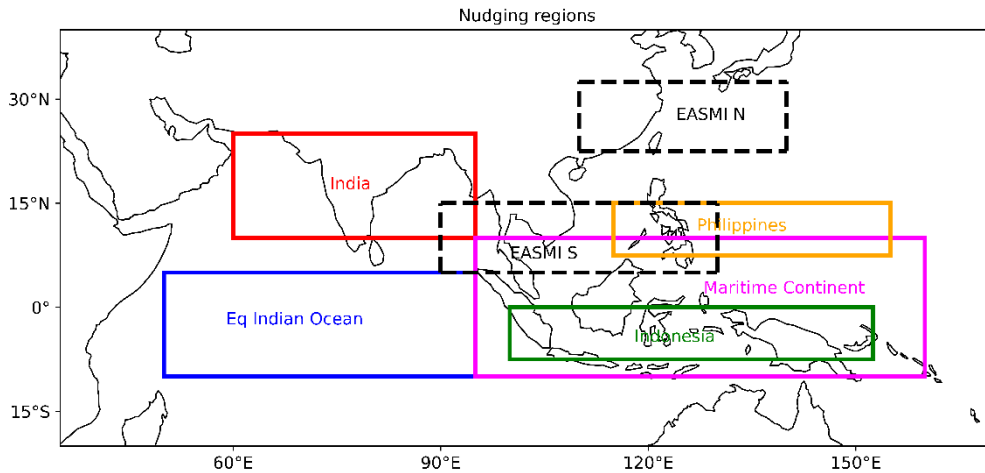 Nudging regions
30°N
EASMI N
India
15°N
Philippines
EASMI S
Maritime Continent
0°
Eq Indian Ocean
Indonesia
15°S
60°E
90°E
120°E
150°E